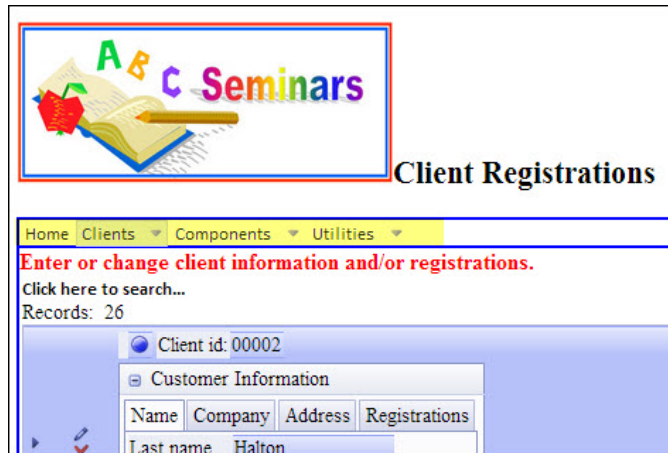 ABC Seminars
Client Registrations
Home Clients Components Utilities
Enter or change client information and/or registrations.
Click here to search...
Records: 26
Client id: 00002
Customer Information
Name Company Address Registrations
Last name Halton